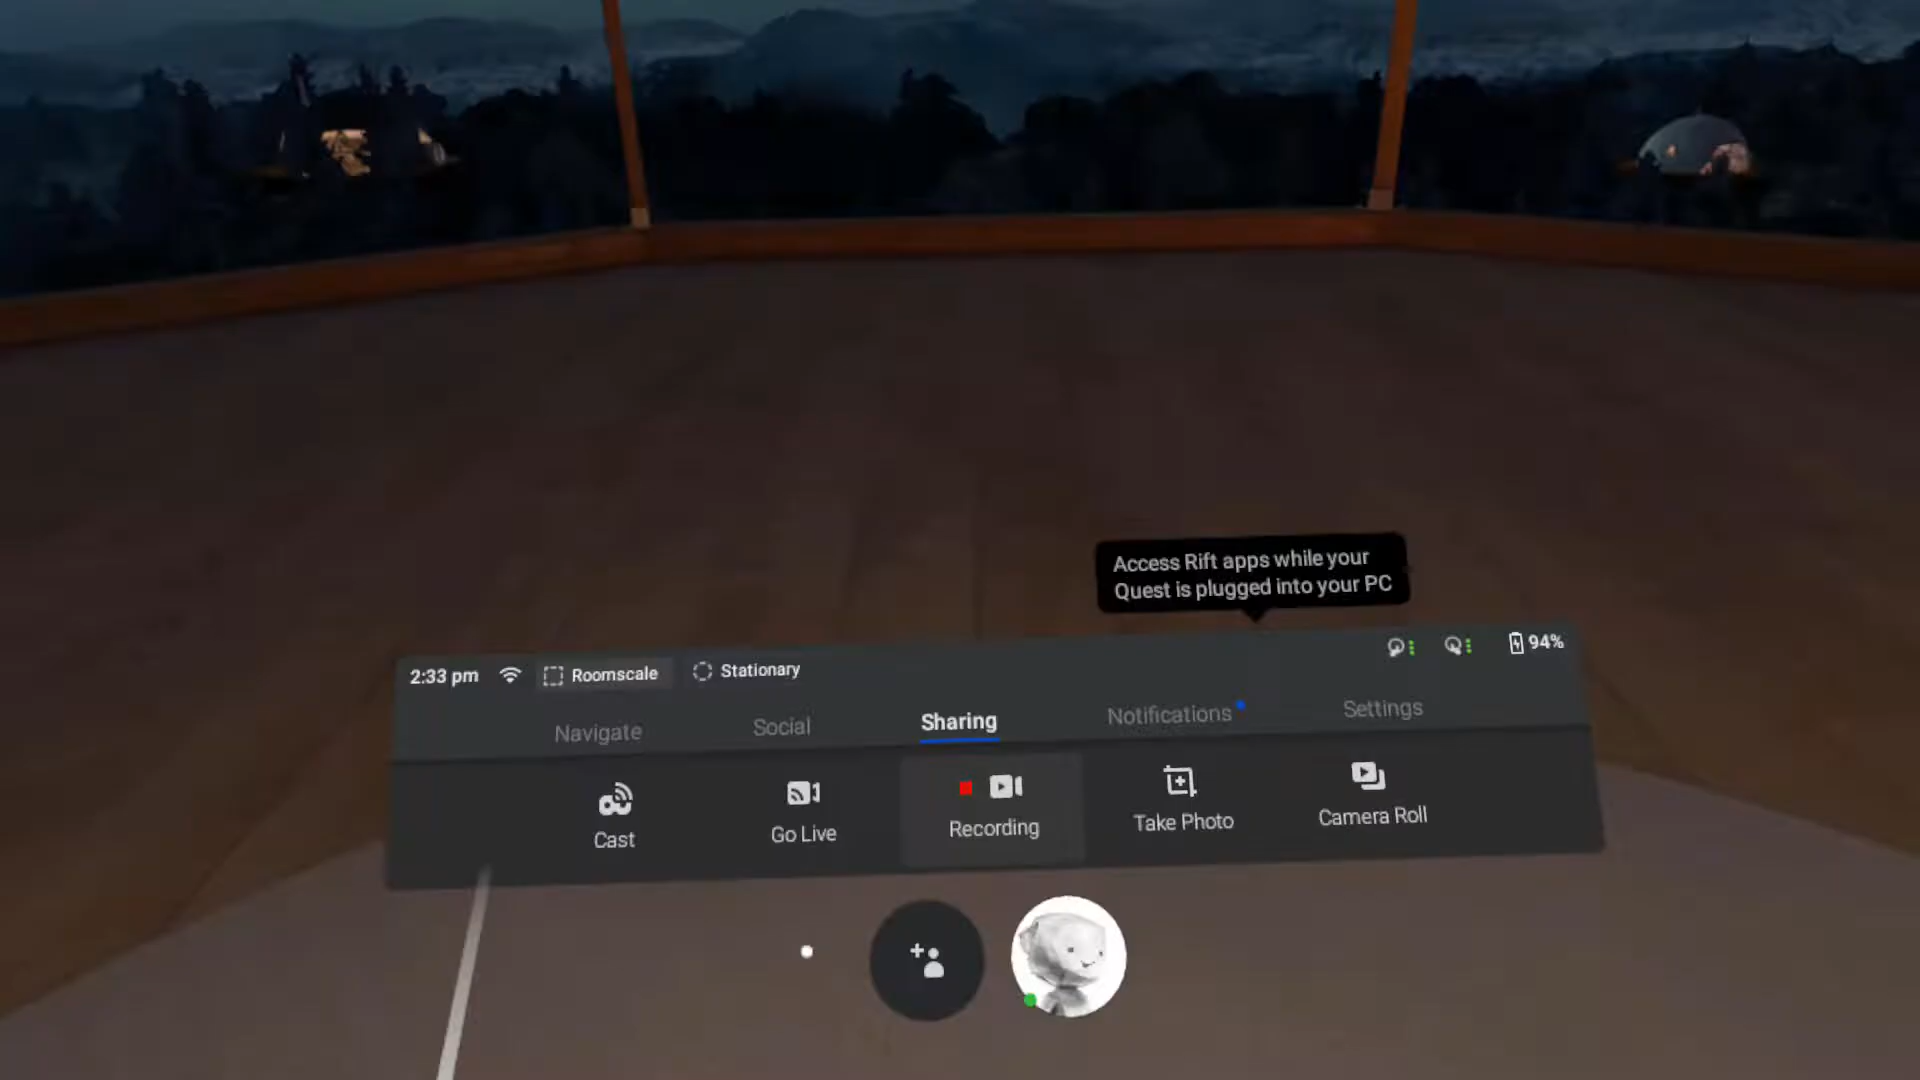 Access Rift apps while your
Quest is plugged into your PC
2:33 pm Roomscale Stationary 94%
Navigate Social Sharing Notifications Settings
Cast Go Live Recording Take Photo Camera Roll